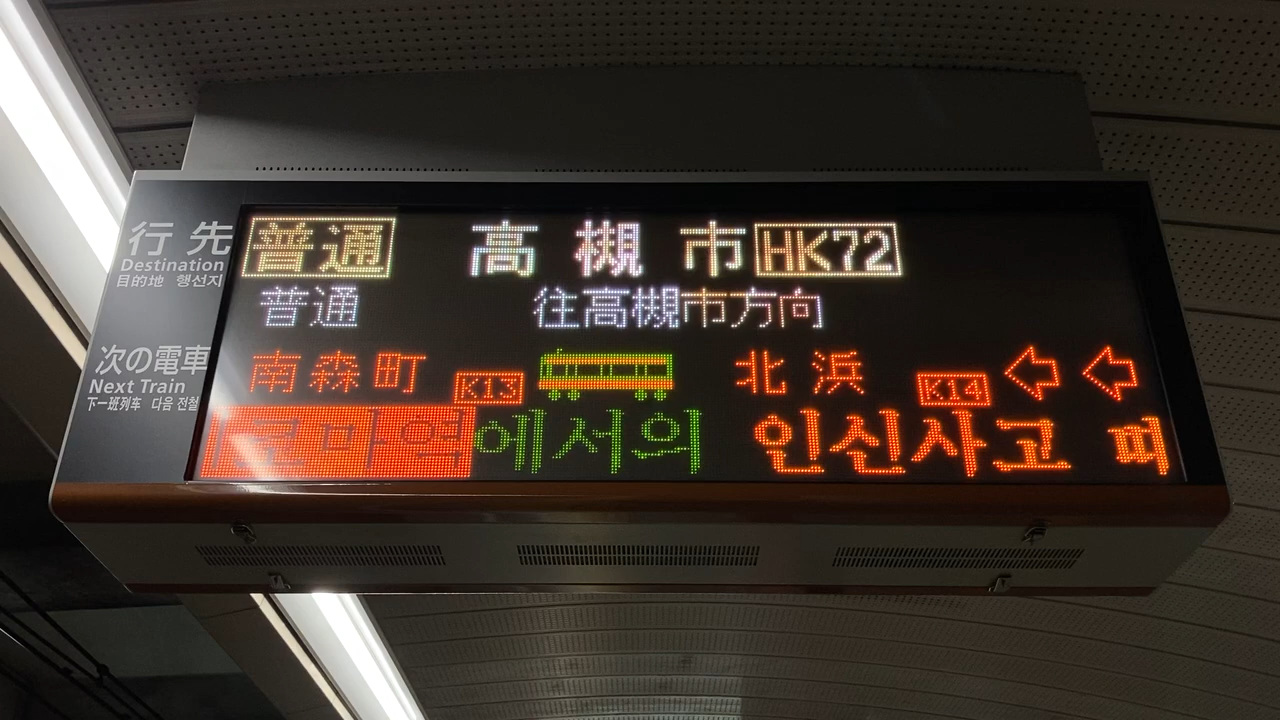 行先 普通 高槻市 HK72
Destination
目的地 행선지 普通 往高槻市方向
次の電車 南森町 K13 北浜 K14
Next Train
下一班列车 다음 전철 에서의 인신사고